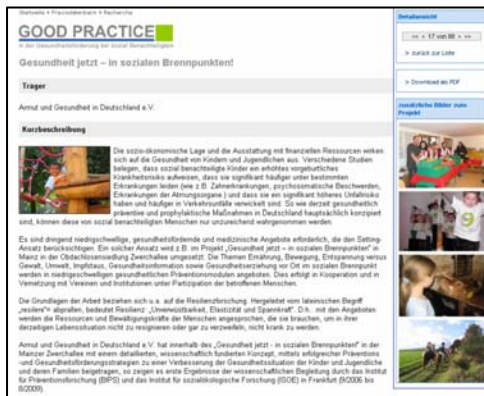 Startseite > Praxisdatenbank > Recherche
GOOD PRACTICE
in der Gesundheitsförderung bei sozial Benachteiligten
Gesundheit jetzt – in sozialen Brennpunkten!
Träger
Armut und Gesundheit in Deutschland e.V.
Kurzbeschreibung
Die sozio-ökonomische Lage und die Ausstattung mit finanziellen Ressourcen wirken
sich auf die Gesundheit von Kindern und Jugendlichen aus. Verschiedene Studien
belegen, dass sozial benachteiligte Kinder ein erhöhtes vorgeburtliches
Krankheitsrisiko aufweisen, dass sie signifikant häufiger unter bestimmten
Erkrankungen leiden (wie z.B. Zahnerkrankungen, psychosomatische Beschwerden,
Erkrankungen der Atmungsorgane ) und dass sie ein signifikant höheres Unfallrisiko
haben und häufiger in Verkehrsunfälle verwickelt sind. So wie derzeit gesundheitlich
präventive und prophylaktische Maßnahmen in Deutschland hauptsächlich konzipiert
sind, können diese von sozial benachteiligten Menschen nur unzureichend wahrgenommen werden.
Es sind dringend niedrigschwellige, gesundheitsfördernde und medizinische Angebote erforderlich, die den Setting-
Ansatz berücksichtigen. Ein solcher Ansatz wird z.B. im Projekt „Gesundheit jetzt – in sozialen Brennpunkten!" in
Mainz in der Obdachlosensiedlung Zwerchallee umgesetzt. Die Themen Ernährung, Bewegung, Entspannung versus
Gewalt, Umwelt, Impfstatus, Gesundheitsinformation sowie Gesundheitserziehung vor Ort im sozialen Brennpunkt
werden in niedrigschwelligen gesundheitlichen Präventionsmodulen angeboten. Dies erfolgt in Kooperation und in
Vernetzung mit Vereinen und Institutionen unter Partizipation der betroffenen Menschen.
Die Grundlagen der Arbeit beziehen sich u.a. auf die Resilienzforschung. Hergeleitet vom lateinischen Begriff
„resilere"= abprallen, bedeutet Resilienz: „Unverwüstbarkeit, Elastizität und Spannkraft". D.h.: mit den Angeboten
werden die Ressourcen und Bewältigungskräfte der Menschen angesprochen, die sie brauchen, um in ihrer
derzeitigen Lebenssituation nicht zu resignieren oder gar zu verzweifeln, nicht krank zu werden.
Armut und Gesundheit in Deutschland e.V. hat innerhalb des „Gesundheit jetzt - in sozialen Brennpunkten!" in der
Mainzer Zwerchallee mit einem detaillierten, wissenschaftlich fundierten Konzept, mittels erfolgreicher Präventions
-und Gesundheitsförderungsstrategien zu einer Verbesserung der Gesundheitssituation der Kinder und Jugendliche
und deren Familien beigetragen, so zeigen es erste Ergebnisse der wissenschaftlichen Begleitung durch das Institut
für Präventionsforschung (BIPS) und das Institut für sozialökologische Forschung (ISOE) in Frankfurt (9/2006 bis
8/2009).
Detailansicht
<< < 17 von 88 > >>
> zurück zur Liste
> Download als PDF
zusätzliche Bilder zum
Projekt